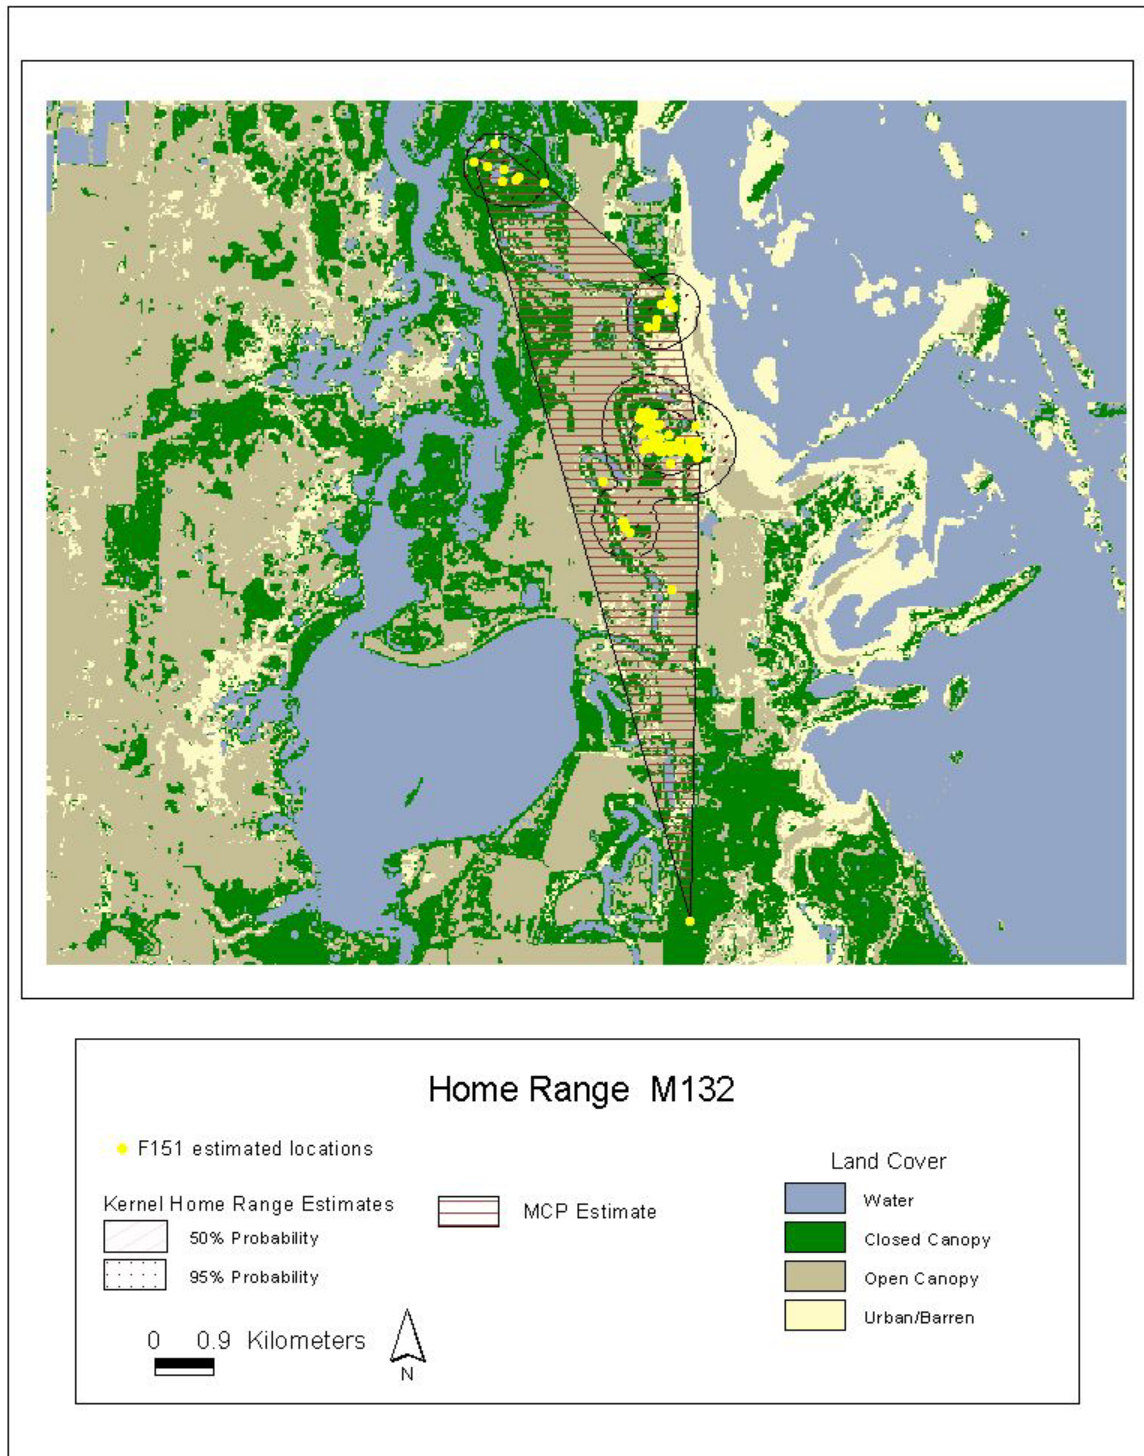 Home Range M132
F151 estimated locations
Kernel Home Range Estimates
50% Probability
95% Probability
MCP Estimate
0 0.9 Kilometers
N
Land Cover
Water
Closed Canopy
Open Canopy
Urban/Barren